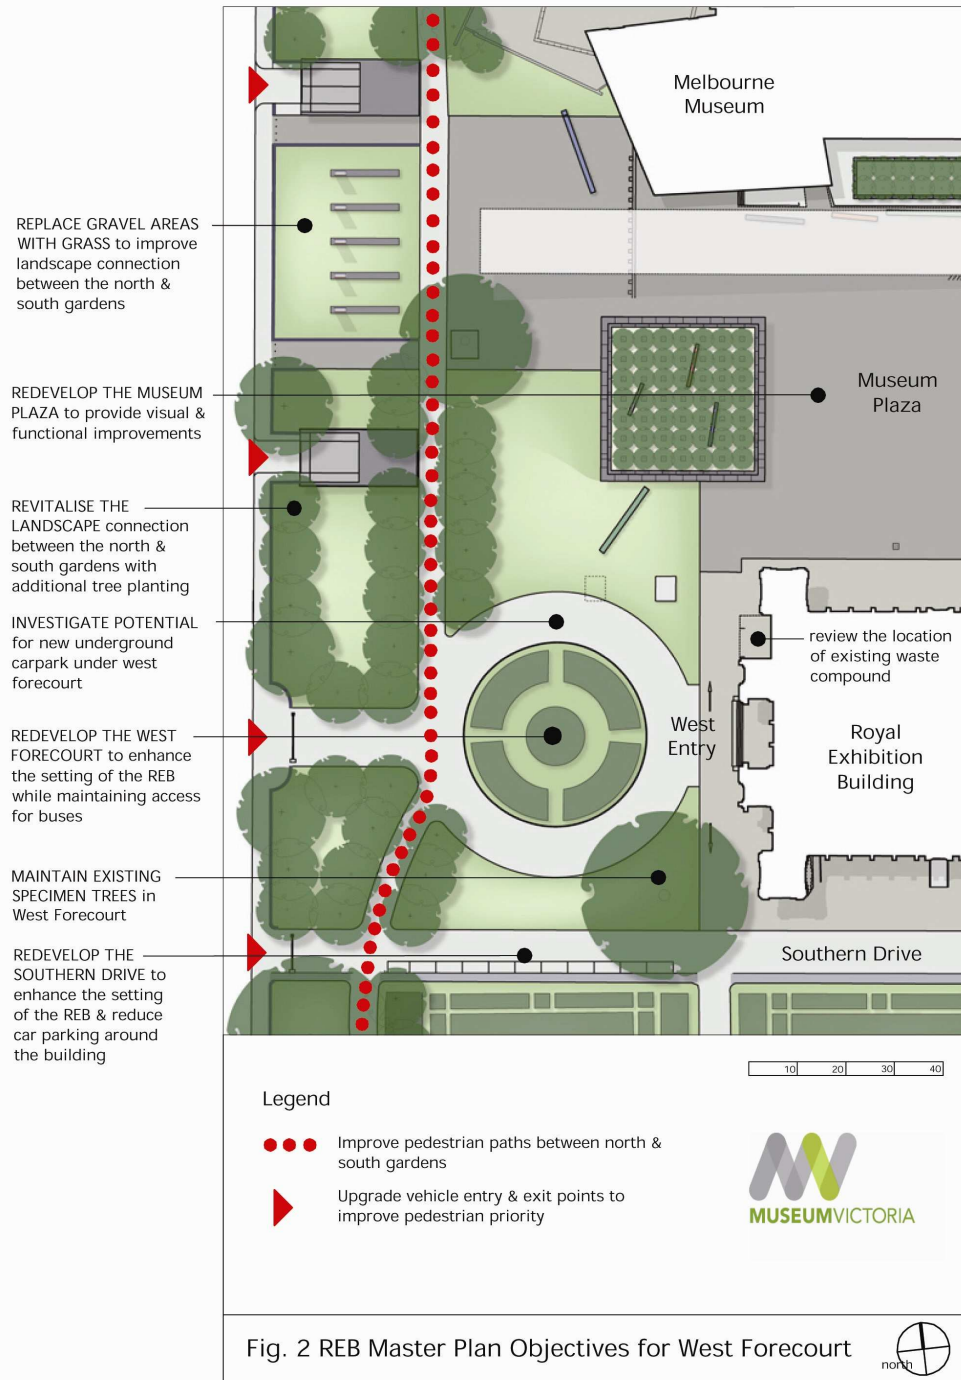 Melbourne
Museum
REPLACE GRAVEL AREAS
WITH GRASS to improve
landscape connection
between the north &
south gardens
REDEVELOP THE MUSEUM
PLAZA to provide visual &
functional improvements
Museum
Plaza
REVITALISE THE
LANDSCAPE connection
between the north &
south gardens with
additional tree planting
INVESTIGATE POTENTIAL
for new underground
carpark under west
forecourt
review the location
of existing waste
compound
REDEVELOP THE WEST
FORECOURT to enhance
the setting of the REB
while maintaining access
for buses
West
Entry
Royal
Exhibition
Building
MAINTAIN EXISTING
SPECIMEN TREES in
West Forecourt
REDEVELOP THE
SOUTHERN DRIVE to
enhance the setting
of the REB & reduce
car parking around
the building
Southern Drive
10 20 30 40
Legend
Improve pedestrian paths between north &
south gardens
Upgrade vehicle entry & exit points to
improve pedestrian priority
MUSEUMVICTORIA
Fig. 2 REB Master Plan Objectives for West Forecourt
north